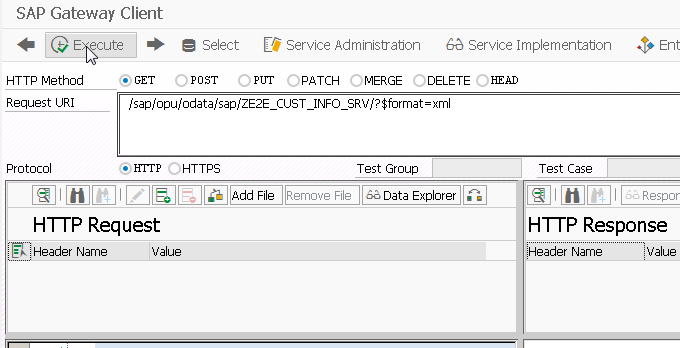 SAP Gateway Client
Execute Select Service Administration Service Implementation
HTTP Method GET POST PUT PATCH MERGE DELETE HEAD
Request URI /sap/opu/odata/sap/ZE2E_CUST_INFO_SRV/?$format=xml
Protocol HTTP HTTPS Test Group Test Case
Add File Remove File Data Explorer
HTTP Request HTTP Response
Header Name Value Header Name Value